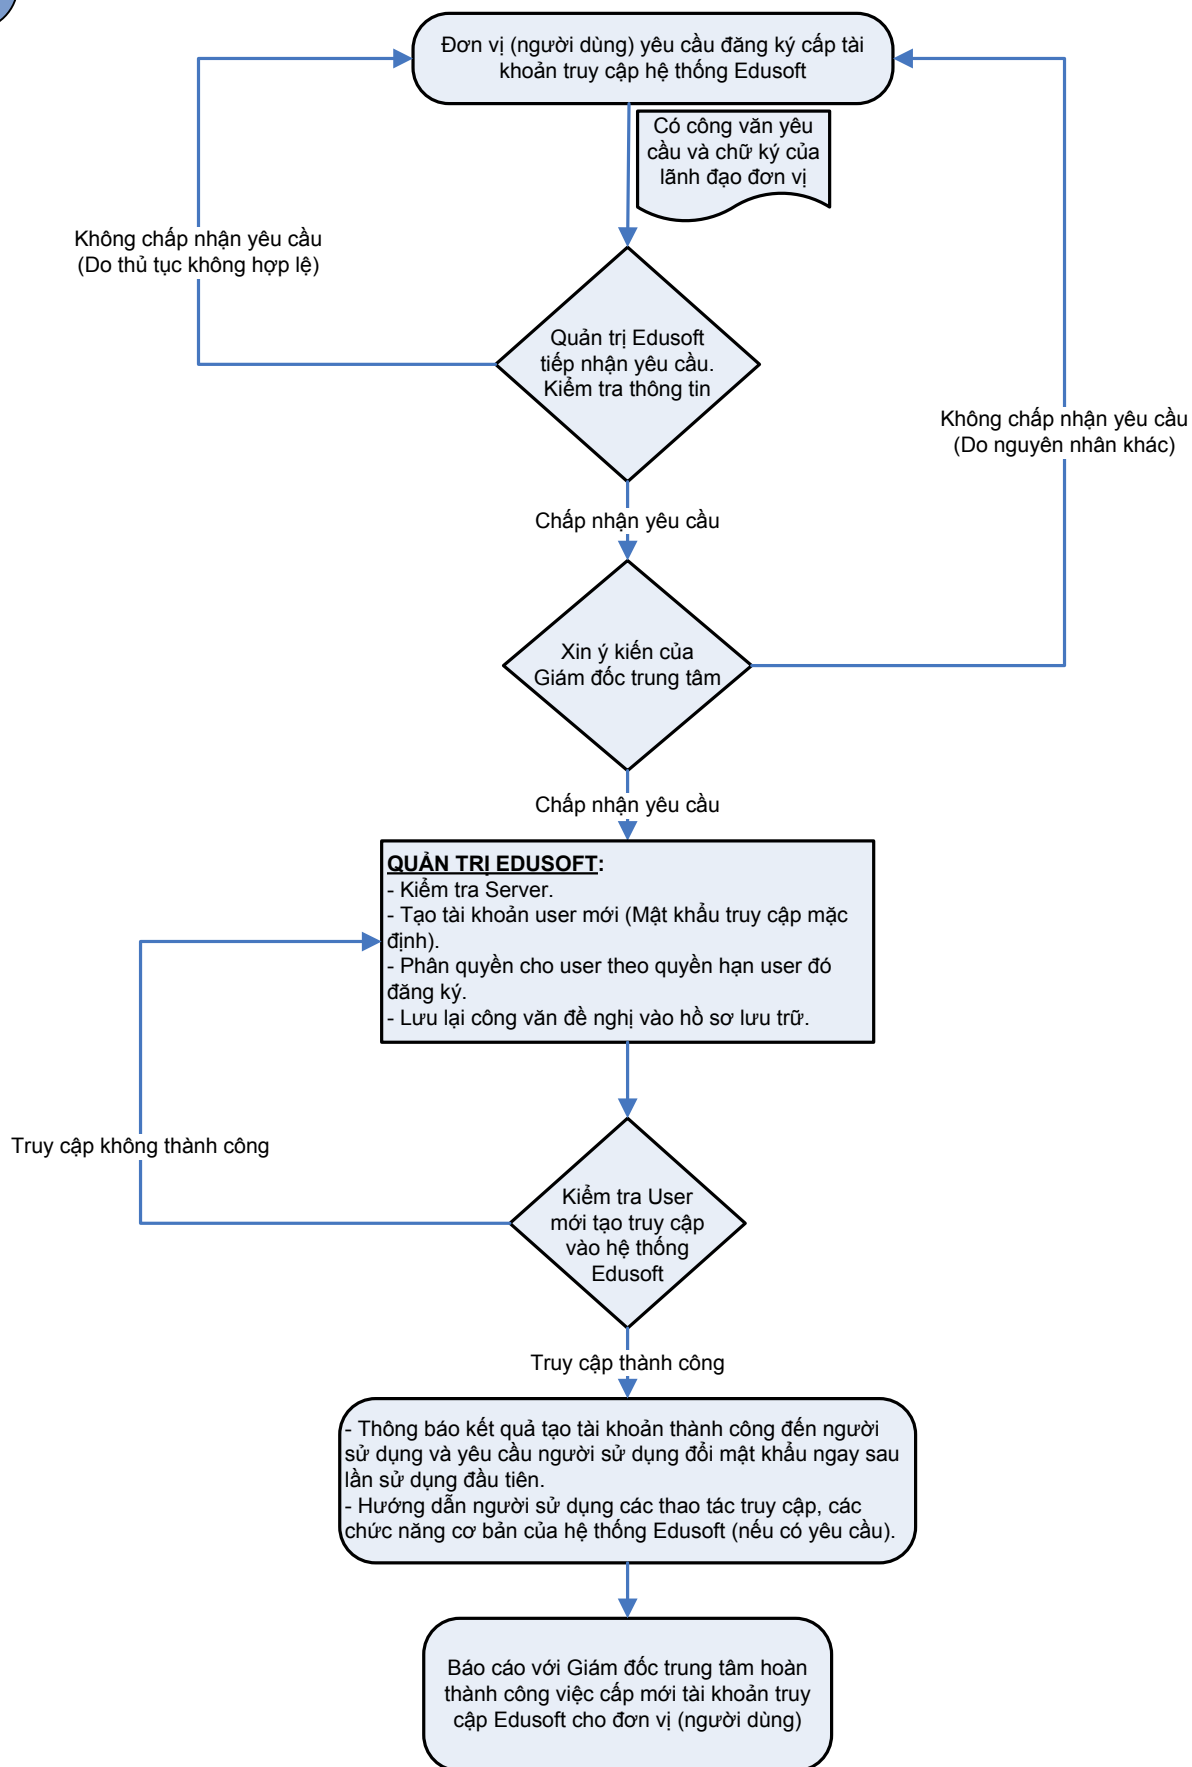 Đơn vị (người dùng) yêu cầu đăng ký cấp tài
khoản truy cập hệ thống Edusoft
Có công văn yêu
cầu và chữ ký của
lãnh đạo đơn vị
Không chấp nhận yêu cầu
(Do thủ tục không hợp lệ)
Quản trị Edusoft
tiếp nhận yêu cầu.
Kiểm tra thông tin
Không chấp nhận yêu cầu
(Do nguyên nhân khác)
Chấp nhận yêu cầu
Xin ý kiến của
Giám đốc trung tâm
Chấp nhận yêu cầu
QUẢN TRỊ EDUSOFT:
- Kiểm tra Server.
- Tạo tài khoản user mới (Mật khẩu truy cập mặc
định).
- Phân quyền cho user theo quyền hạn user đó
đăng ký.
- Lưu lại công văn đề nghị vào hồ sơ lưu trữ.
Truy cập không thành công
Kiểm tra User
mới tạo truy cập
vào hệ thống
Edusoft
Truy cập thành công
- Thông báo kết quả tạo tài khoản thành công đến người
sử dụng và yêu cầu người sử dụng đổi mật khẩu ngay sau
lần sử dụng đầu tiên.
- Hướng dẫn người sử dụng các thao tác truy cập, các
chức năng cơ bản của hệ thống Edusoft (nếu có yêu cầu).
Báo cáo với Giám đốc trung tâm hoàn
thành công việc cấp mới tài khoản truy
cập Edusoft cho đơn vị (người dùng)